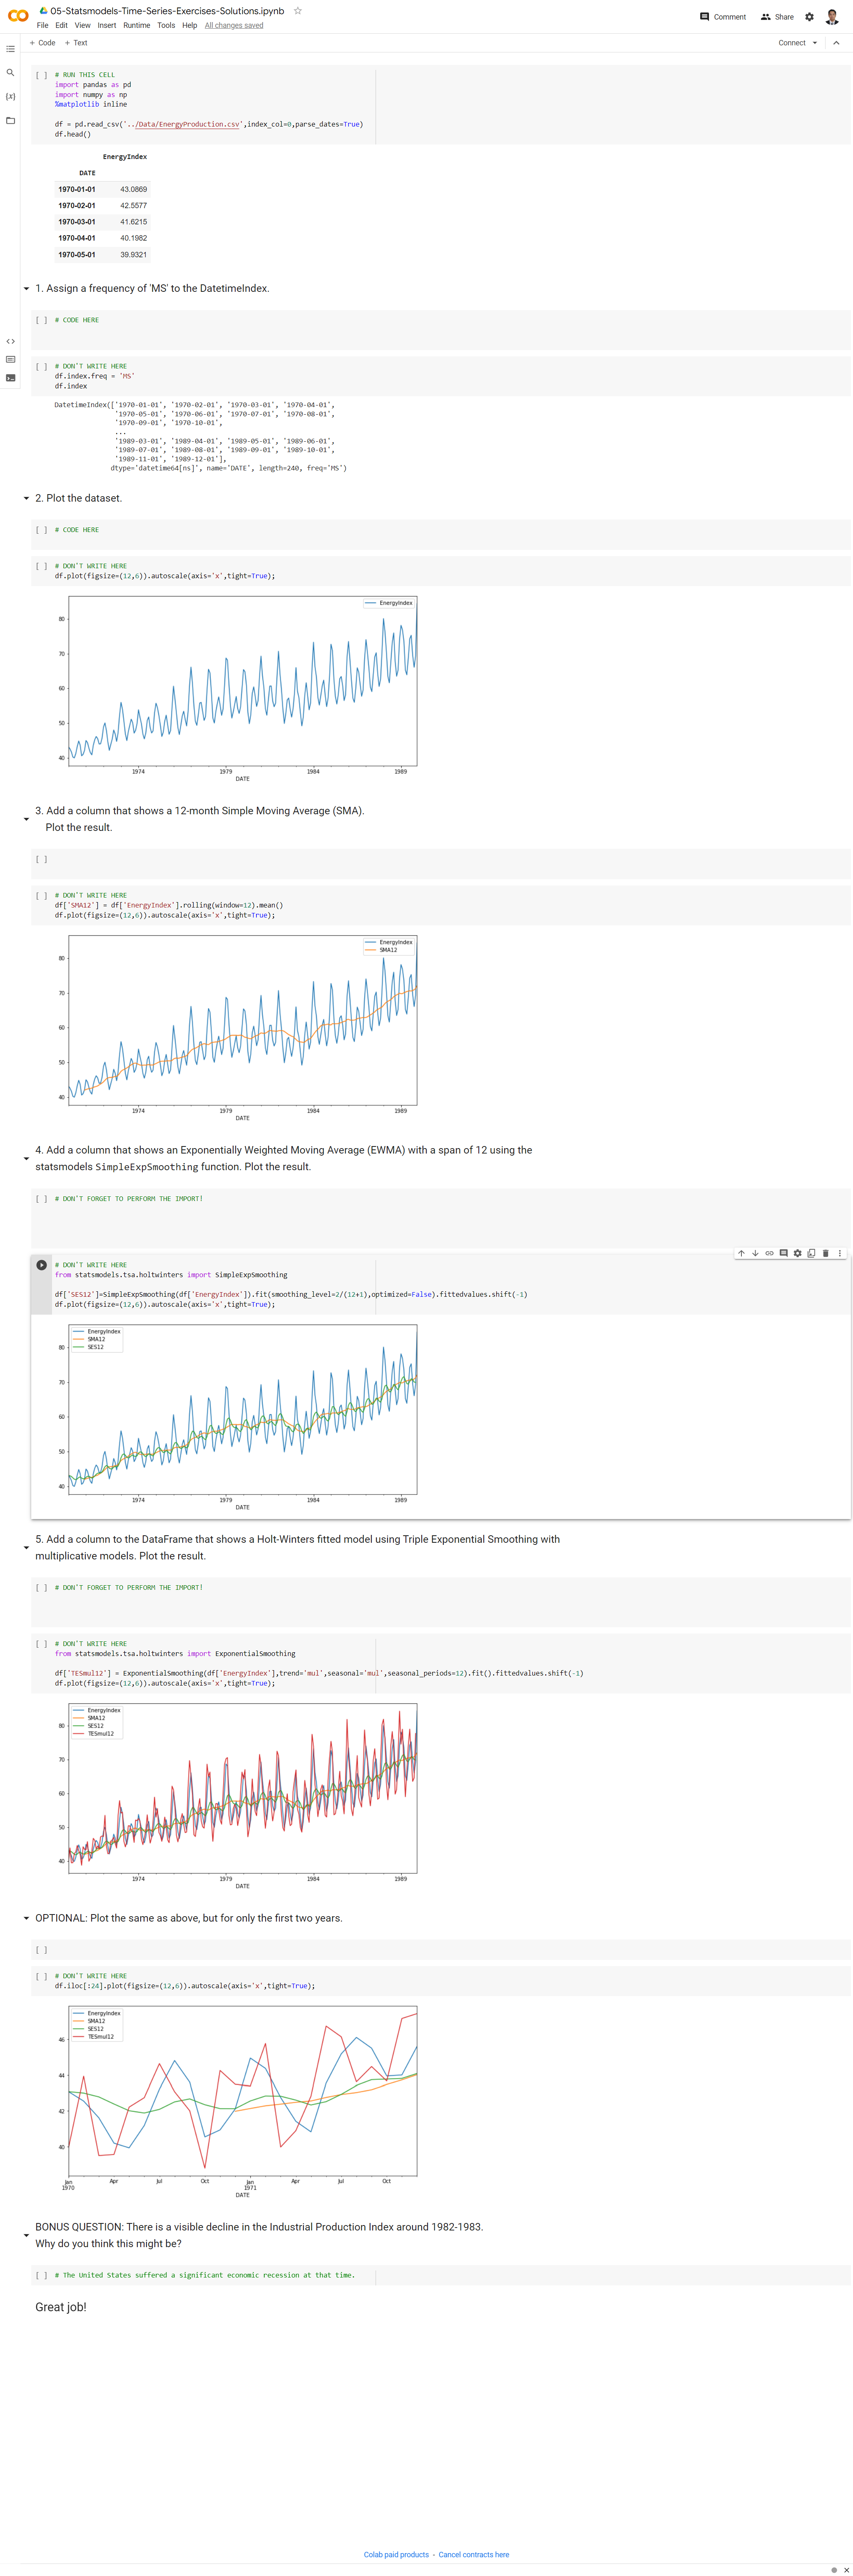 05-Statsmodels-Time-Series-Exercises-Solutions.ipynb
File Edit View Insert Runtime Tools Help All changes saved
Comment
Share
+ Code + Text
Connect
[ ] # RUN THIS CELL
import pandas as pd
import numpy as np
%matplotlib inline
df = pd.read_csv('../Data/EnergyProduction.csv',index_col=0,parse_dates=True)
df.head()
EnergyIndex
DATE
1970-01-01 43.0869
1970-02-01 42.5577
1970-03-01 41.6215
1970-04-01 40.1982
1970-05-01 39.9321
1. Assign a frequency of 'MS' to the DatetimeIndex.
[ ] # CODE HERE
[ ] # DON'T WRITE HERE
df.index.freq = 'MS'
df.index
DatetimeIndex(['1970-01-01', '1970-02-01', '1970-03-01', '1970-04-01',
'1970-05-01', '1970-06-01', '1970-07-01', '1970-08-01',
'1970-09-01', '1970-10-01',
...
'1989-03-01', '1989-04-01', '1989-05-01', '1989-06-01',
'1989-07-01', '1989-08-01', '1989-09-01', '1989-10-01',
'1989-11-01', '1989-12-01'],
dtype='datetime64[ns]', name='DATE', length=240, freq='MS')
2. Plot the dataset.
[ ] # CODE HERE
[ ] # DON'T WRITE HERE
df.plot(figsize=(12,6)).autoscale(axis='x',tight=True);
EnergyIndex
80
70
60
50
40
1974 1979 1984 1989
DATE
3. Add a column that shows a 12-month Simple Moving Average (SMA).
Plot the result.
[ ]
[ ] # DON'T WRITE HERE
df['SMA12'] = df['EnergyIndex'].rolling(window=12).mean()
df.plot(figsize=(12,6)).autoscale(axis='x',tight=True);
EnergyIndex
SMA12
80
70
60
50
40
1974 1979 1984 1989
DATE
4. Add a column that shows an Exponentially Weighted Moving Average (EWMA) with a span of 12 using the
statsmodels SimpleExpSmoothing function. Plot the result.
[ ] # DON'T FORGET TO PERFORM THE IMPORT!
# DON'T WRITE HERE
from statsmodels.tsa.holtwinters import SimpleExpSmoothing
df['SES12']=SimpleExpSmoothing(df['EnergyIndex']).fit(smoothing_level=2/(12+1),optimized=False).fittedvalues.shift(-1)
df.plot(figsize=(12,6)).autoscale(axis='x',tight=True);
EnergyIndex
SMA12
SES12
80
70
60
50
40
1974 1979 1984 1989
DATE
5. Add a column to the DataFrame that shows a Holt-Winters fitted model using Triple Exponential Smoothing with
multiplicative models. Plot the result.
[ ] # DON'T FORGET TO PERFORM THE IMPORT!
[ ] # DON'T WRITE HERE
from statsmodels.tsa.holtwinters import ExponentialSmoothing
df['TESmul12'] = ExponentialSmoothing(df['EnergyIndex'],trend='mul',seasonal='mul',seasonal_periods=12).fit().fittedvalues.shift(-1)
df.plot(figsize=(12,6)).autoscale(axis='x',tight=True);
EnergyIndex
SMA12
SES12
TESmul12
80
70
60
50
40
1974 1979 1984 1989
DATE
OPTIONAL: Plot the same as above, but for only the first two years.
[ ]
[ ] # DON'T WRITE HERE
df.iloc[:24].plot(figsize=(12,6)).autoscale(axis='x',tight=True);
EnergyIndex
SMA12
SES12
TESmul12
46
44
42
40
Jan Apr Jul Oct Jan Apr Jul Oct
1970 1971
DATE
BONUS QUESTION: There is a visible decline in the Industrial Production Index around 1982-1983.
Why do you think this might be?
[ ] # The United States suffered a significant economic recession at that time.
Great job!
Colab paid products - Cancel contracts here